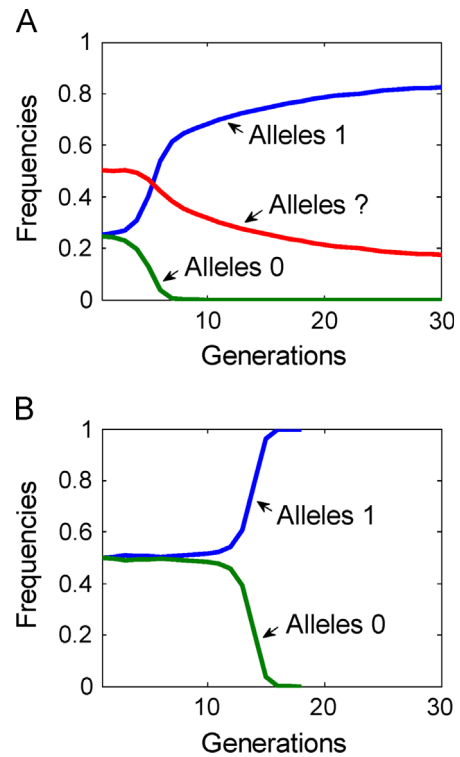 A
1
0.8
0.6
0.4
0.2
0
Frequencies
Alleles 1
Alleles ?
Alleles 0
10
20
30
Generations
B
1
0.8
0.6
0.4
0.2
0
Frequencies
Alleles 1
Alleles 0
10
20
30
Generations